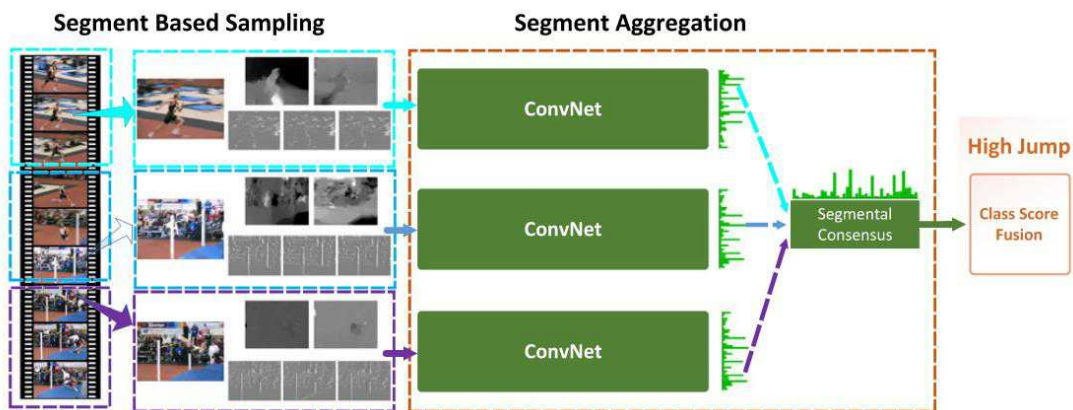 Segment Based Sampling
Segment Aggregation
ConvNet
ConvNet
ConvNet
Segmental
Consensus
High Jump
Class Score
Fusion